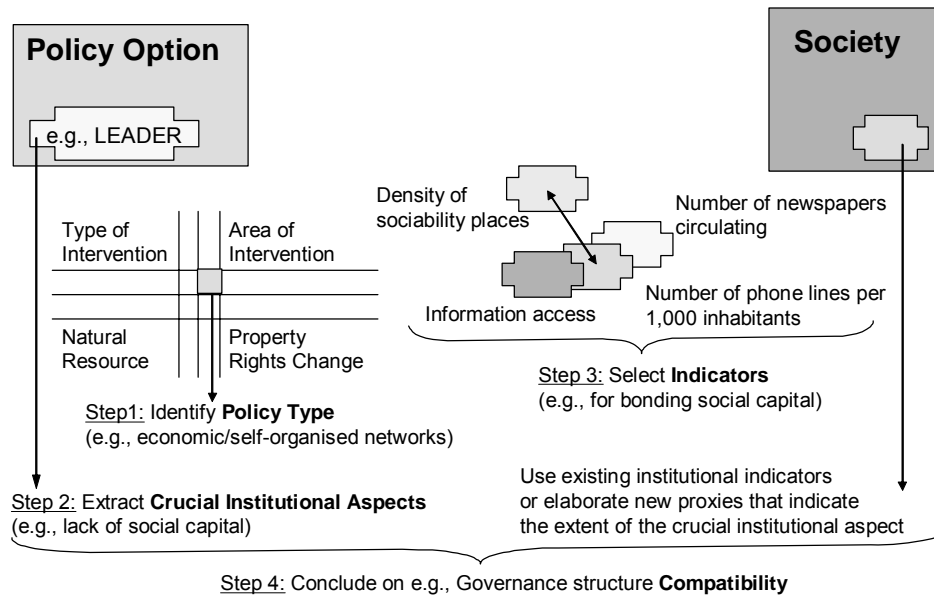 Policy Option
e.g., LEADER
Society
Density of
sociability places
Number of newspapers
circulating
Type of
Intervention
Area of
Intervention
Information access
Number of phone lines per
1,000 inhabitants
Natural
Resource
Property
Rights Change
Step 3: Select Indicators
(e.g., for bonding social capital)
Step1: Identify Policy Type
(e.g., economic/self-organised networks)
Step 2: Extract Crucial Institutional Aspects
(e.g., lack of social capital)
Use existing institutional indicators
or elaborate new proxies that indicate
the extent of the crucial institutional aspect
Step 4: Conclude on e.g., Governance structure Compatibility